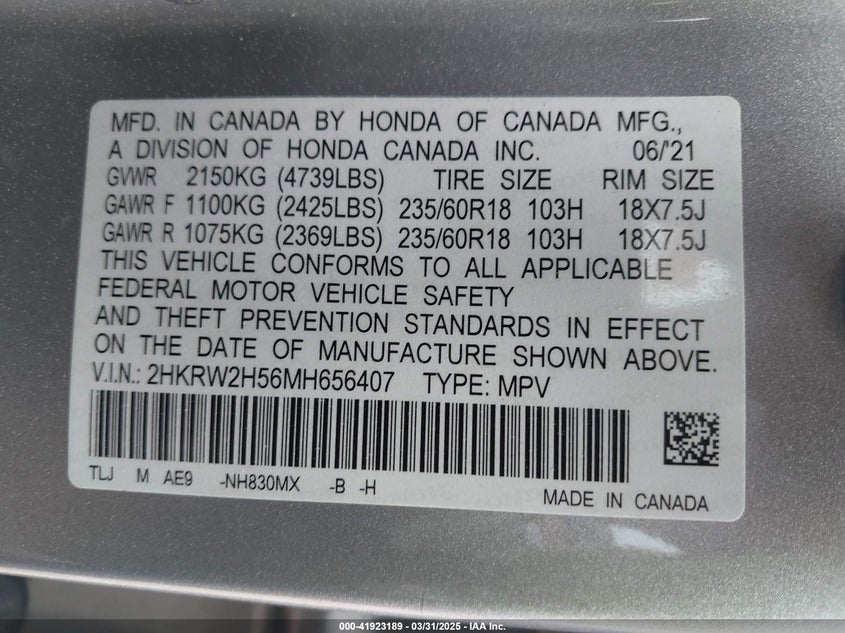 MFD. IN CANADA BY HONDA OF CANADA MFG.,
A DIVISION OF HONDA CANADA INC. 06/'21
GVWR 2150KG (4739LBS) TIRE SIZE RIM SIZE
GAWR F 1100KG (2425LBS) 235/60R18 103H 18X7.5J
GAWR R 1075KG (2369LBS) 235/60R18 103H 18X7.5J
THIS VEHICLE CONFORMS TO ALL APPLICABLE
FEDERAL MOTOR VEHICLE SAFETY
AND THEFT PREVENTION STANDARDS IN EFFECT
ON THE DATE OF MANUFACTURE SHOWN ABOVE.
V.I.N.: 2HKRW2H56MH656407 TYPE: MPV
TLJ M AE9 -NH830MX -B -H
MADE IN CANADA
000-41923189 - 03/31/2025 - IAA Inc.